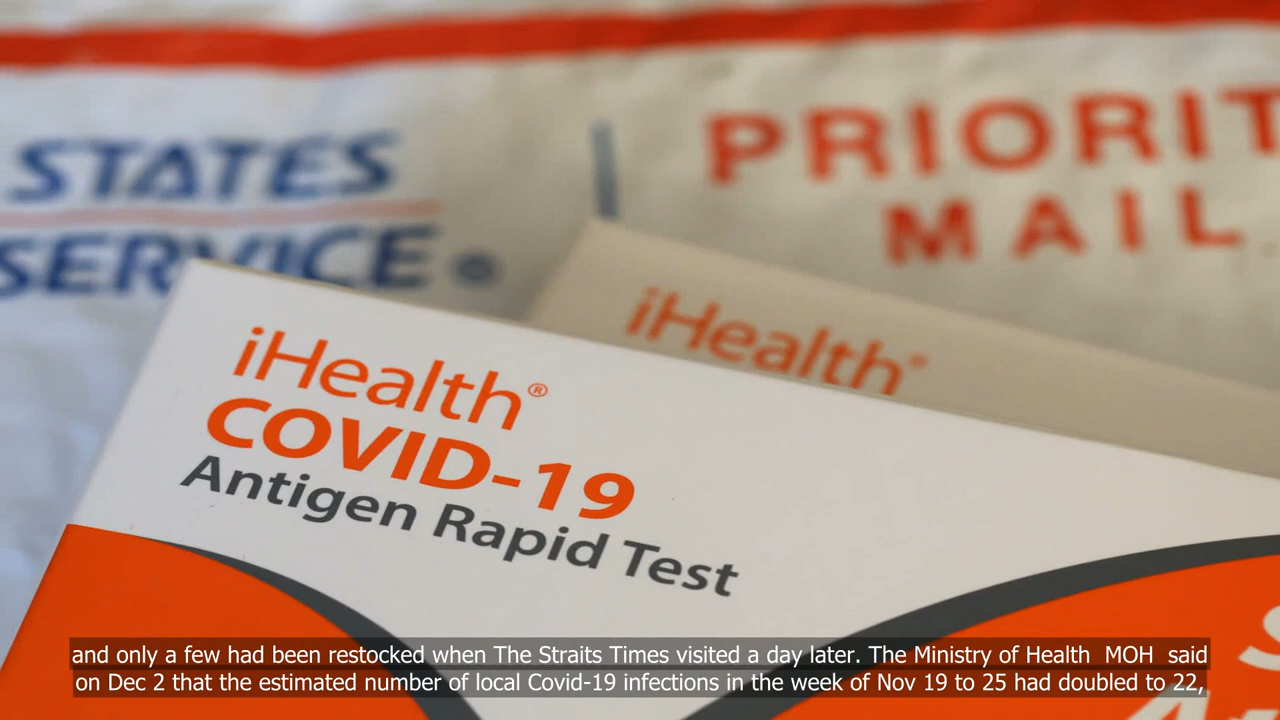 STATES
SERVICE
PRIORIT
MAIL
iHealth®
iHealth®
COVID-19
Antigen Rapid Test
and only a few had been restocked when The Straits Times visited a day later. The Ministry of Health  MOH  said
on Dec 2 that the estimated number of local Covid-19 infections in the week of Nov 19 to 25 had doubled to 22,